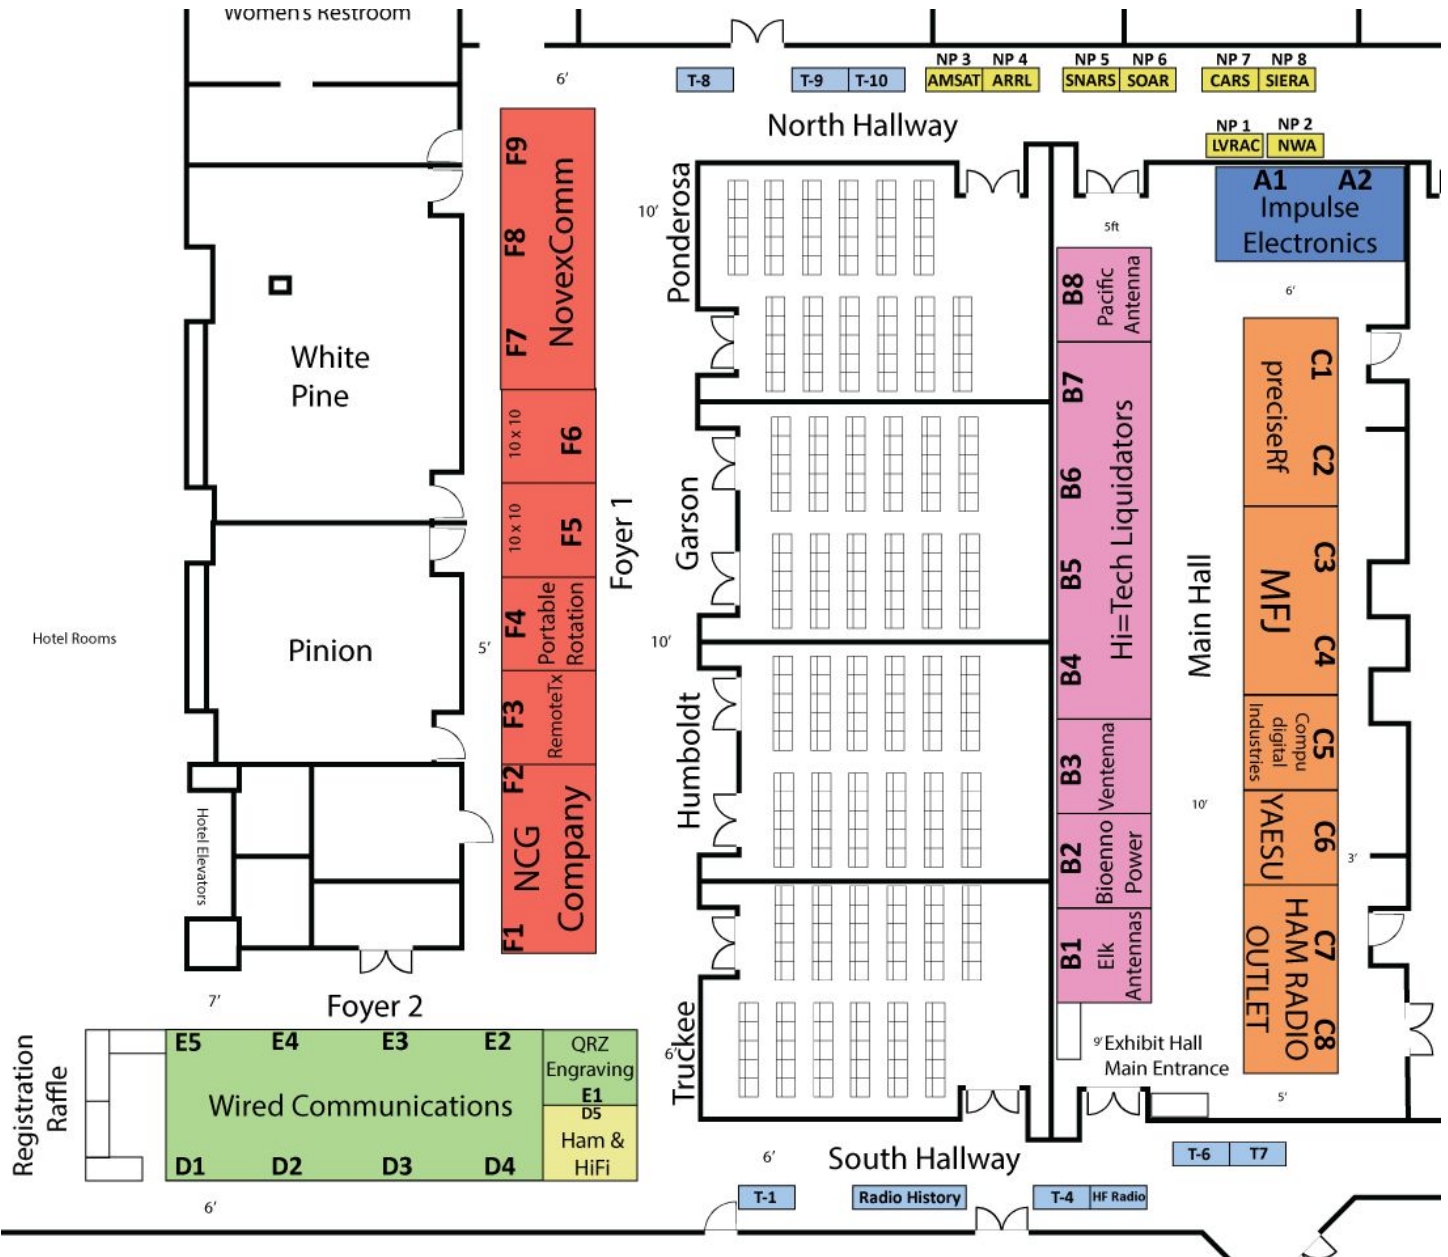 Women's Restroom
6'
T-8
T-9
T-10
NP 3
NP 4
AMSAT
ARRL
NP 5
NP 6
SNARS
SOAR
NP 7
NP 8
CARS
SIERA
North Hallway
NP 1
NP 2
LVRAC
NWA
A1
A2
Impulse
Electronics
6'
5ft
10'
Ponderosa
F9
F8
F7
NovexComm
10 x 10
F6
10 x 10
F5
F4
Portable
Rotation
F3
RemoteTx
F2
NCG
Company
F1
White
Pine
Pinion
Hotel Rooms
5'
Foyer 1
Garson
10'
Humboldt
Truckee
6'
B8
Pacific
Antenna
B7
B6
B5
B4
Hi=Tech Liquidators
B3
Ventenna
B2
Bioenno
Power
B1
Elk
Antennas
Main Hall
10'
C1
C2
preciseRf
C3
C4
MFJ
C5
Compu
digital
Industries
C6
YAESU
3'
C7
C8
HAM RADIO
OUTLET
Hotel Elevators
7'
Foyer 2
9'
Exhibit Hall
Main Entrance
5'
Registration
Raffle
E5
E4
E3
E2
QRZ
Engraving
E1
Wired Communications
D1
D2
D3
D4
D5
Ham &
HiFi
6'
6'
South Hallway
T-6
T7
T-1
Radio History
T-4
HF Radio